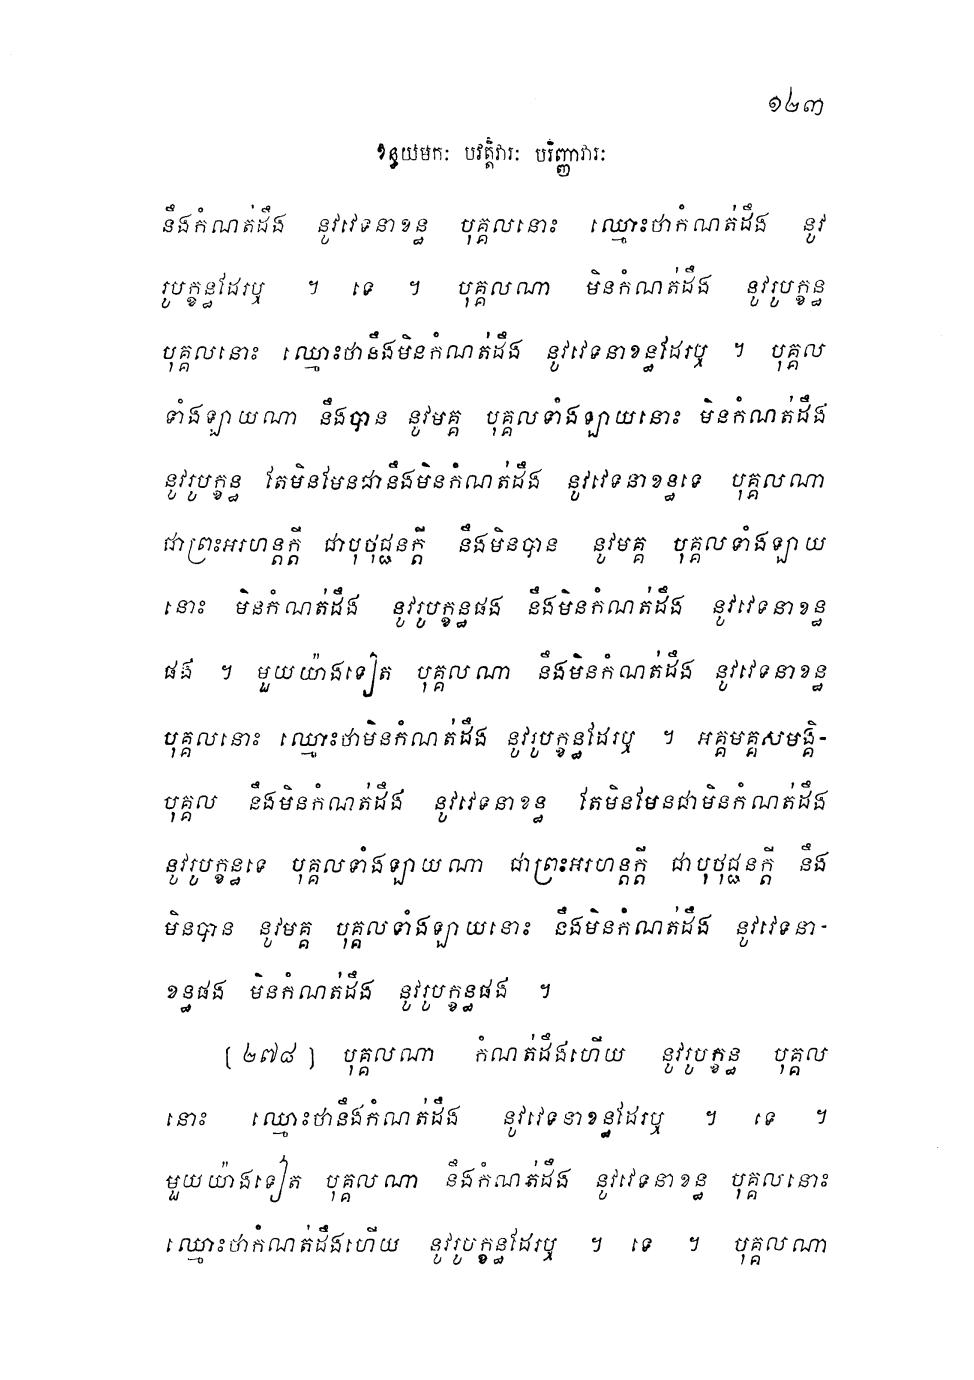 ១២៣
ខន្ធយមកៈ បវត្តិវារៈ បរិញ្ញាវារៈ
នឹងកំណត់ដឹង នូវវេទនាខន្ធ បុគ្គលនោះ ឈ្មោះថាកំណត់ដឹង នូវ
រូបក្ខន្ធដែរឬ ។ ទេ ។ បុគ្គលណា មិនកំណត់ដឹង នូវរូបក្ខន្ធ
បុគ្គលនោះ ឈ្មោះថានឹងមិនកំណត់ដឹង នូវវេទនាខន្ធដែរឬ ។ បុគ្គល
ទាំងឡាយណា នឹងបាន នូវមគ្គ បុគ្គលទាំងឡាយនោះ មិនកំណត់ដឹង
នូវរូបក្ខន្ធ តែមិនមែនជានឹងមិនកំណត់ដឹង នូវវេទនាខន្ធទេ បុគ្គលណា
ជាព្រះអរហន្តក្តី ជាបុថុជ្ជនក្តី នឹងមិនបាន នូវមគ្គ បុគ្គលទាំងឡាយ
នោះ មិនកំណត់ដឹង នូវរូបក្ខន្ធផង នឹងមិនកំណត់ដឹង នូវវេទនាខន្ធ
ផង ។ មួយយ៉ាងទៀត បុគ្គលណា នឹងមិនកំណត់ដឹង នូវវេទនាខន្ធ
បុគ្គលនោះ ឈ្មោះថាមិនកំណត់ដឹង នូវរូបក្ខន្ធដែរឬ ។ អគ្គមគ្គសមង្គិ-
បុគ្គល នឹងមិនកំណត់ដឹង នូវវេទនាខន្ធ តែមិនមែនជាមិនកំណត់ដឹង
នូវរូបក្ខន្ធទេ បុគ្គលទាំងឡាយណា ជាព្រះអរហន្តក្តី ជាបុថុជ្ជនក្តី នឹង
មិនបាន នូវមគ្គ បុគ្គលទាំងឡាយនោះ នឹងមិនកំណត់ដឹង នូវវេទនា-
ខន្ធផង មិនកំណត់ដឹង នូវរូបក្ខន្ធផង ។
(២៧៨) បុគ្គលណា កំណត់ដឹងហើយ នូវរូបក្ខន្ធ បុគ្គល
នោះ ឈ្មោះថានឹងកំណត់ដឹង នូវវេទនាខន្ធដែរឬ ។ ទេ ។
មួយយ៉ាងទៀត បុគ្គលណា នឹងកំណត់ដឹង នូវវេទនាខន្ធ បុគ្គលនោះ
ឈ្មោះថាកំណត់ដឹងហើយ នូវរូបក្ខន្ធដែរឬ ។ ទេ ។ បុគ្គលណា